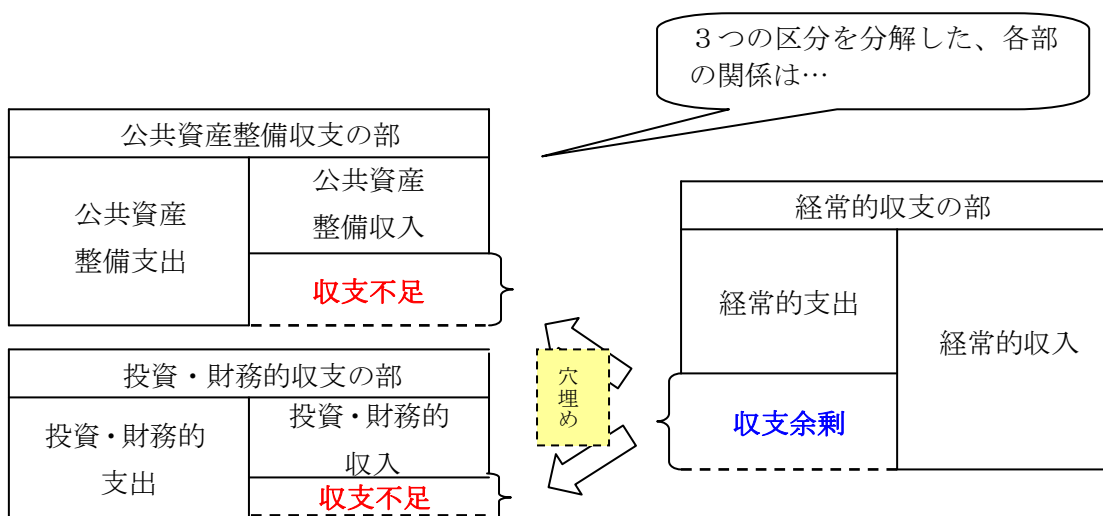 ３つの区分を分解した、各部
の関係は…
公共資産整備収支の部
公共資産
整備支出
公共資産
整備収入
収支不足
投資・財務的収支の部
投資・財務的
支出
投資・財務的
収入
収支不足
穴埋め
経常的収支の部
経常的支出
収支余剰
経常的収入